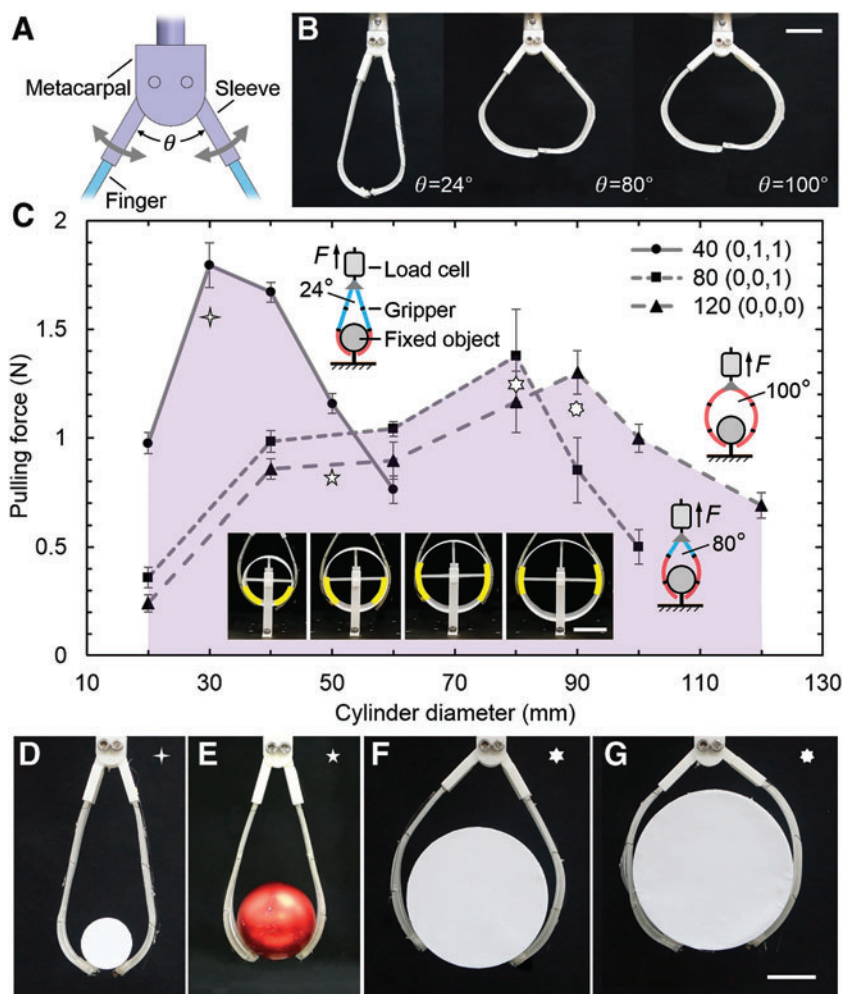 A
Metacarpal
Sleeve
θ
Finger
B
θ=24°
θ=80°
θ=100°
C
2
1.5
1
0.5
0
Pulling force (N)
10 30 50 70 90 110 130
Cylinder diameter (mm)
40 (0,1,1)
80 (0,0,1)
120 (0,0,0)
F
Load cell
24°
Gripper
Fixed object
F
100°
F
80°
D
E
F
G